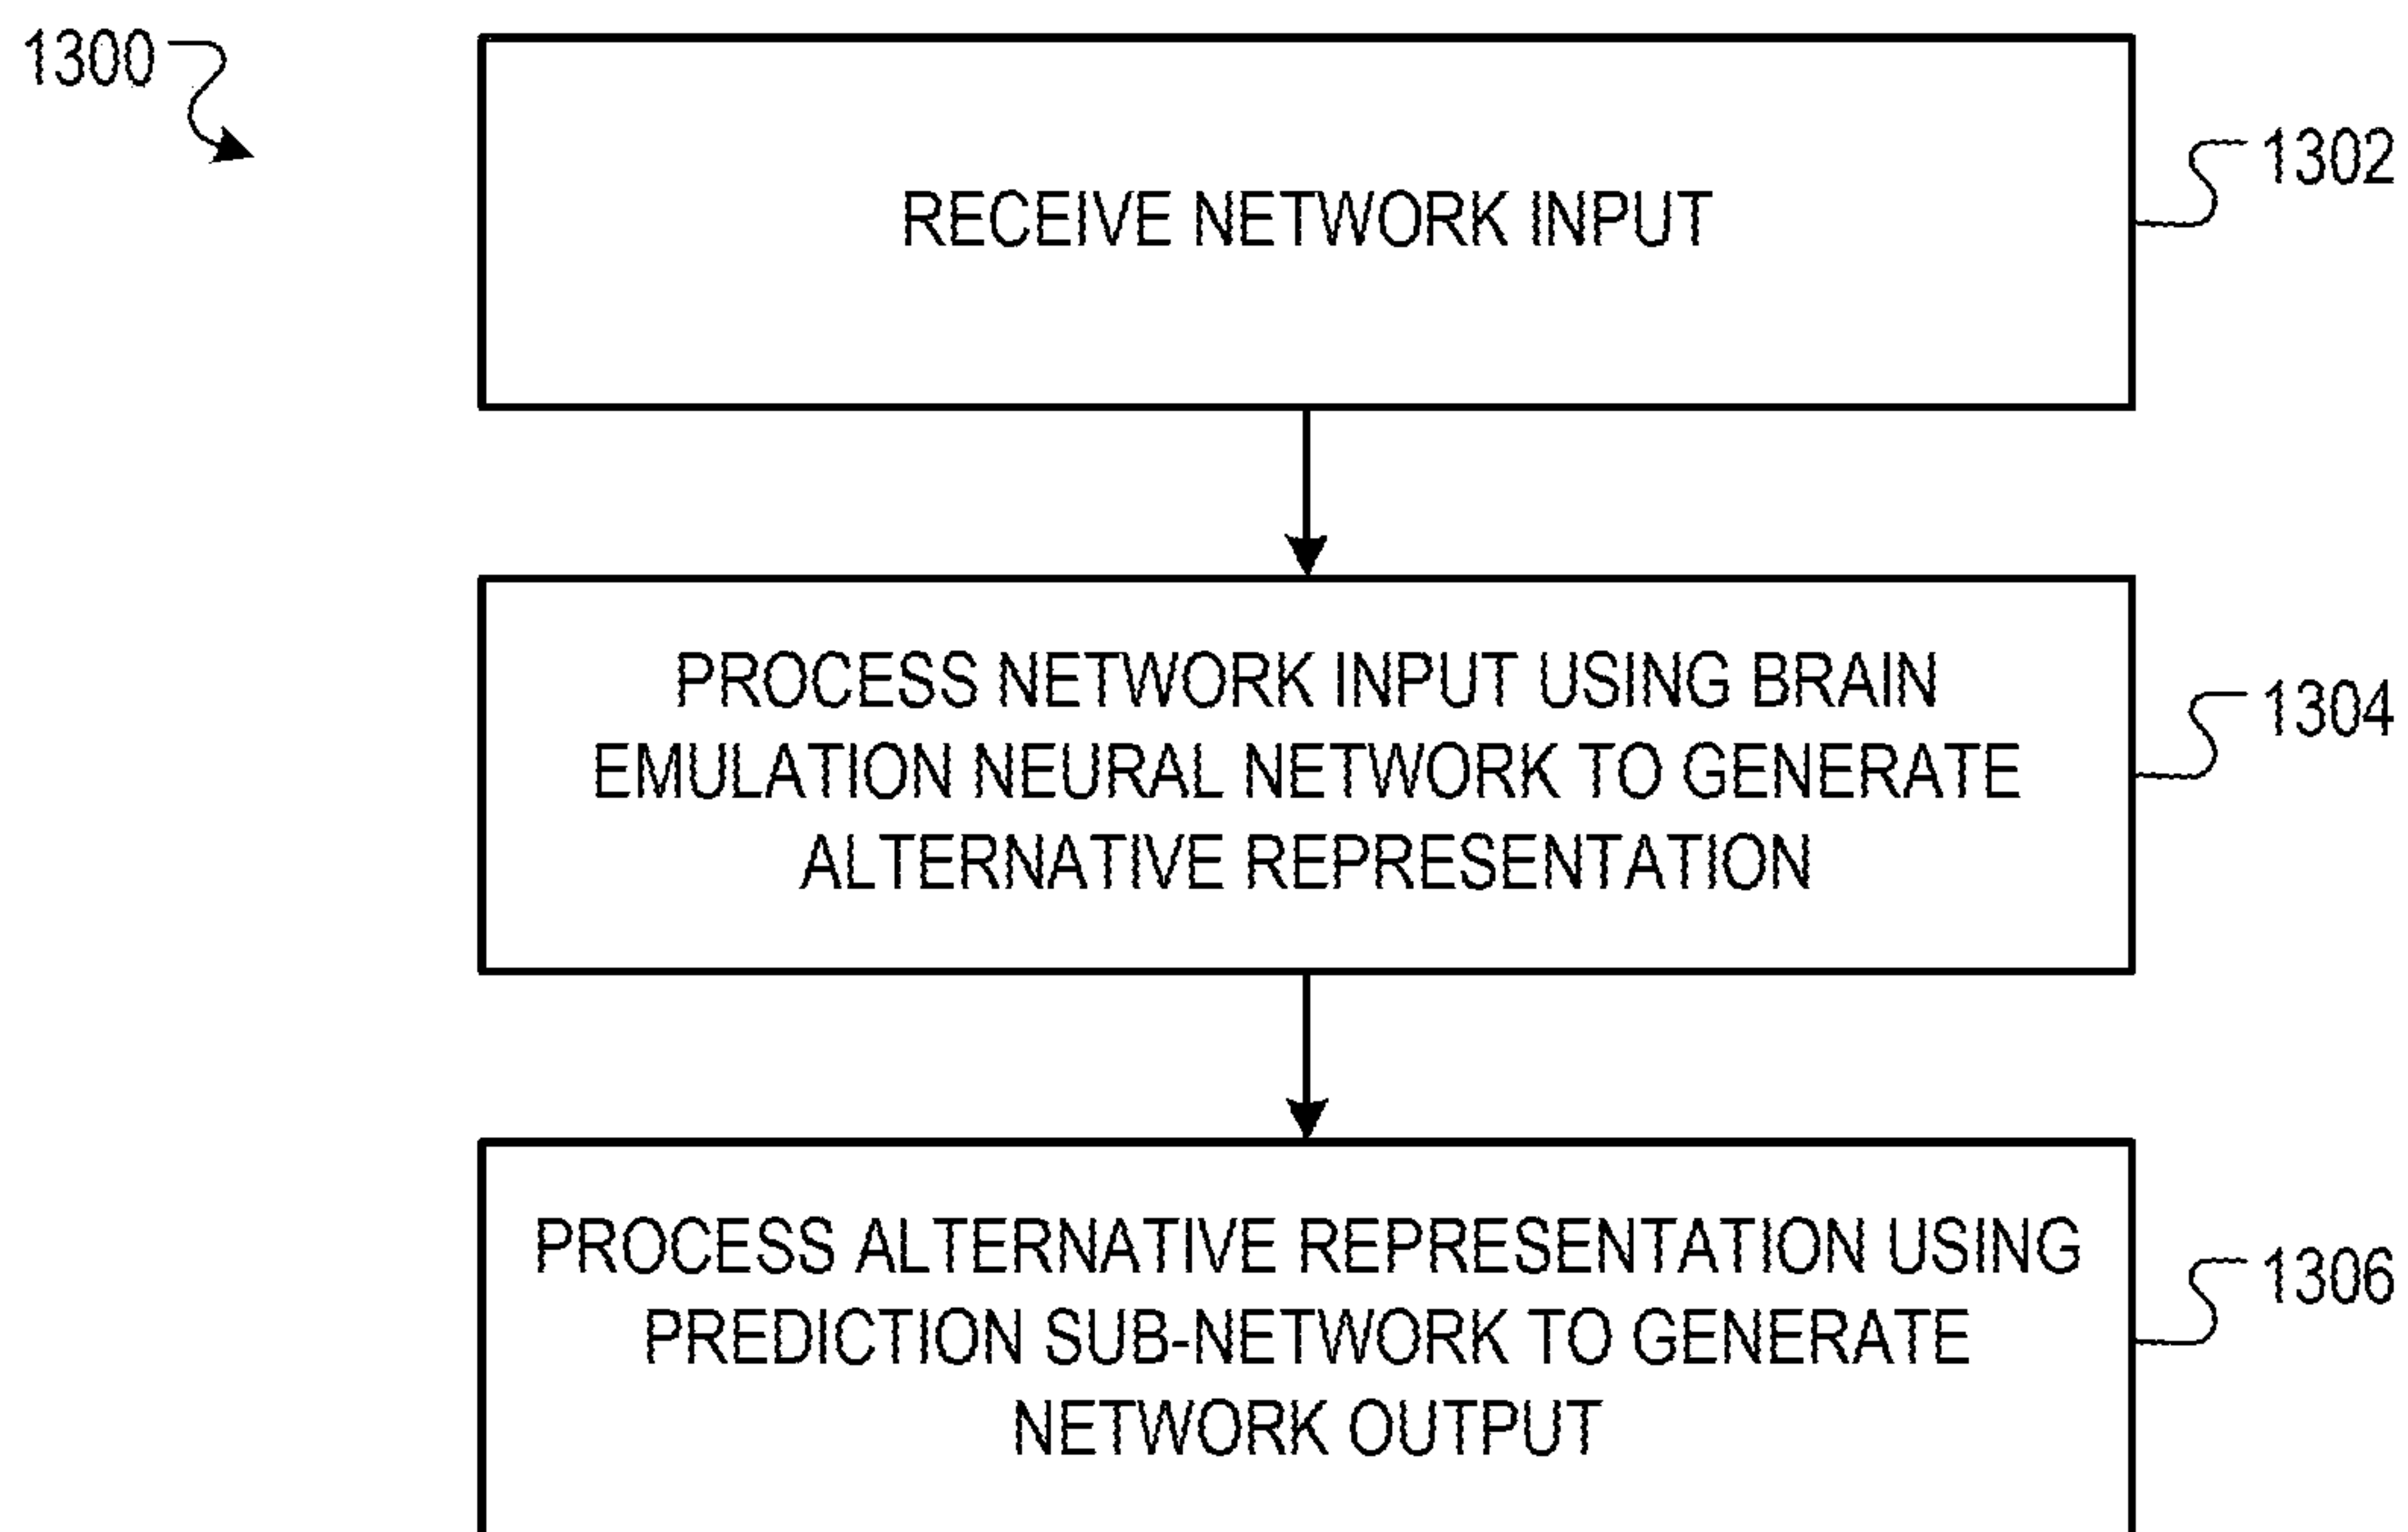 1300
RECEIVE NETWORK INPUT
1302
PROCESS NETWORK INPUT USING BRAIN
EMULATION NEURAL NETWORK TO GENERATE
ALTERNATIVE REPRESENTATION
1304
PROCESS ALTERNATIVE REPRESENTATION USING
PREDICTION SUB-NETWORK TO GENERATE
NETWORK OUTPUT
1306